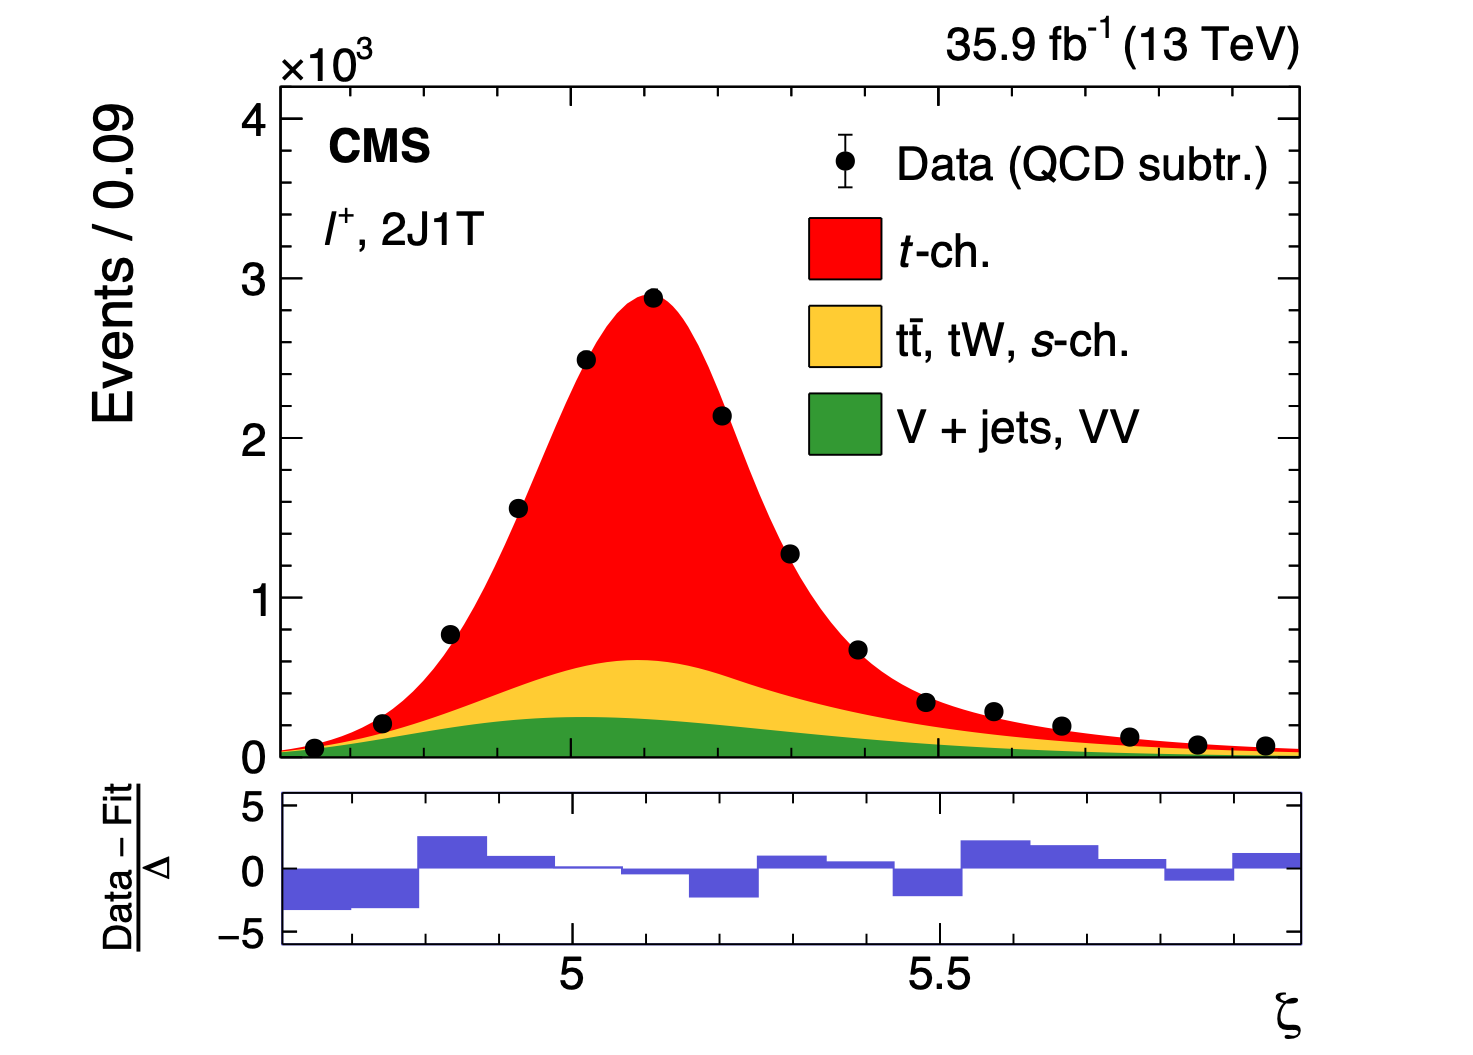 35.9 fb⁻¹ (13 TeV)
×10³
Events / 0.09
4
3
2
1
0
CMS
l⁺, 2J1T
Data (QCD subtr.)
t-ch.
tt̄, tW, s-ch.
V + jets, VV
Data – Fit
Δ
5
0
−5
5
5.5
ζ